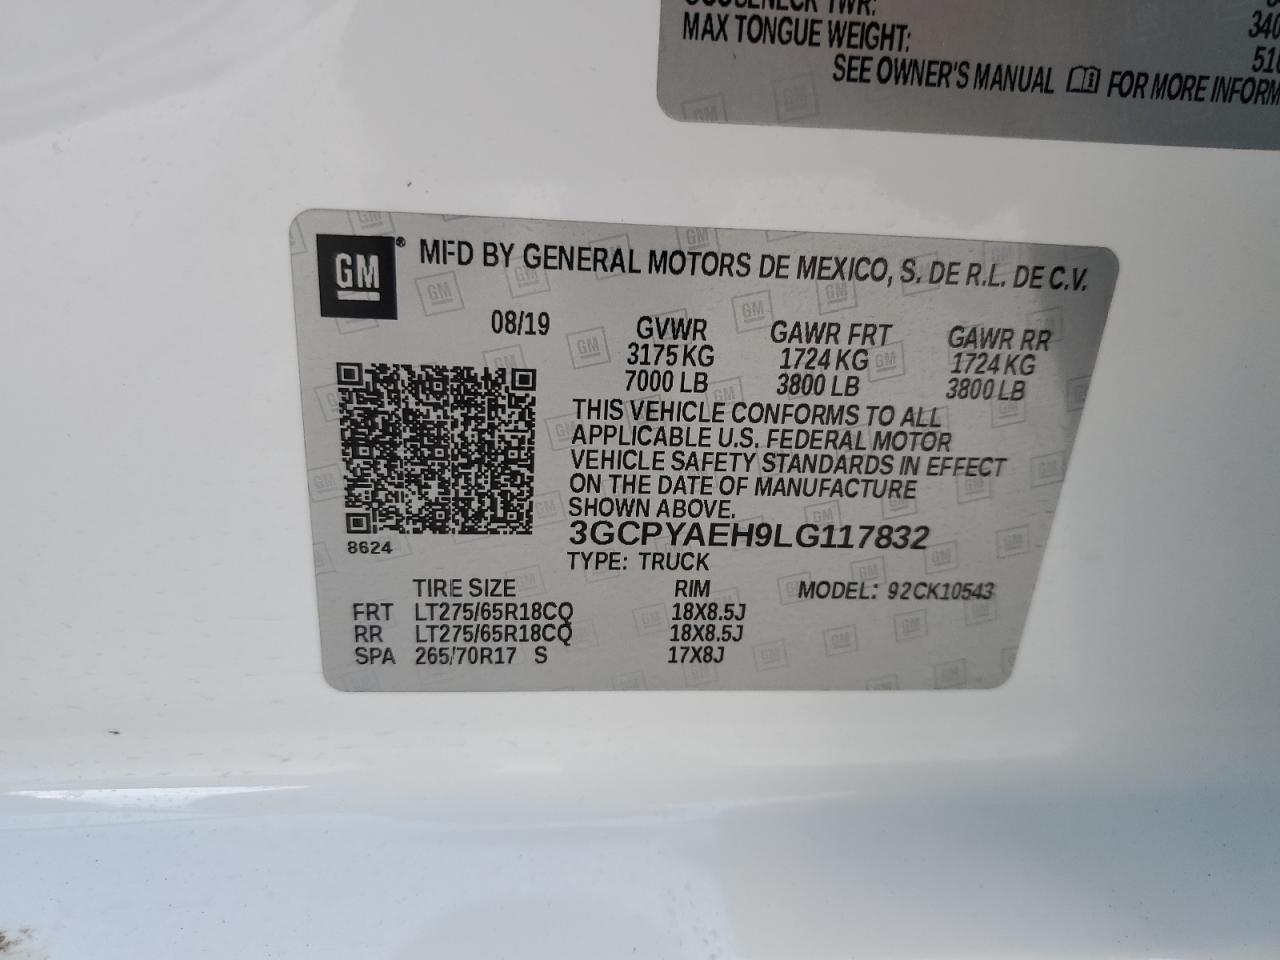 MAX TONGUE WEIGHT:
SEE OWNER'S MANUAL FOR MORE
GM® MFD BY GENERAL MOTORS DE MEXICO, S. DE R.L. DE C.V.
08/19 GVWR GAWR FRT GAWR RR
3175 KG 1724 KG 1724 KG
7000 LB 3800 LB 3800 LB
THIS VEHICLE CONFORMS TO ALL
APPLICABLE U.S. FEDERAL MOTOR
VEHICLE SAFETY STANDARDS IN EFFECT
ON THE DATE OF MANUFACTURE
SHOWN ABOVE.
3GCPYAEH9LG117832
8624
TYPE: TRUCK
TIRE SIZE RIM MODEL: 92CK10543
FRT LT275/65R18CQ 18X8.5J
RR LT275/65R18CQ 18X8.5J
SPA 265/70R17 S 17X8J